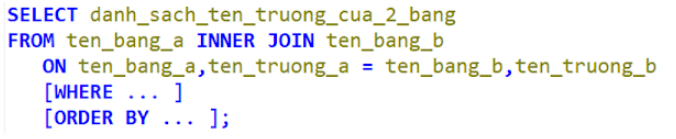 SELECT danh_sach_ten_truong_cua_2_bang
FROM ten_bang_a INNER JOIN ten_bang_b
ON ten_bang_a,ten_truong_a = ten_bang_b,ten_truong_b
[WHERE ... ]
[ORDER BY ... ];